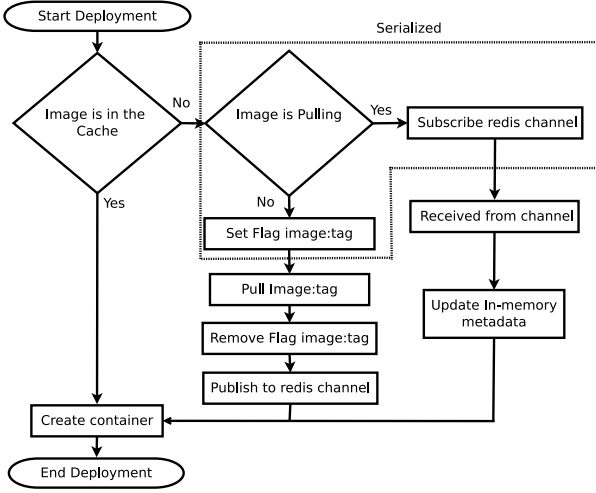 Start Deployment
Serialized
Image is in the
Cache
No
Image is Pulling
Yes
Subscribe redis channel
Yes
No
Set Flag image:tag
Received from channel
Pull Image:tag
Update In-memory
metadata
Remove Flag image:tag
Publish to redis channel
Create container
End Deployment